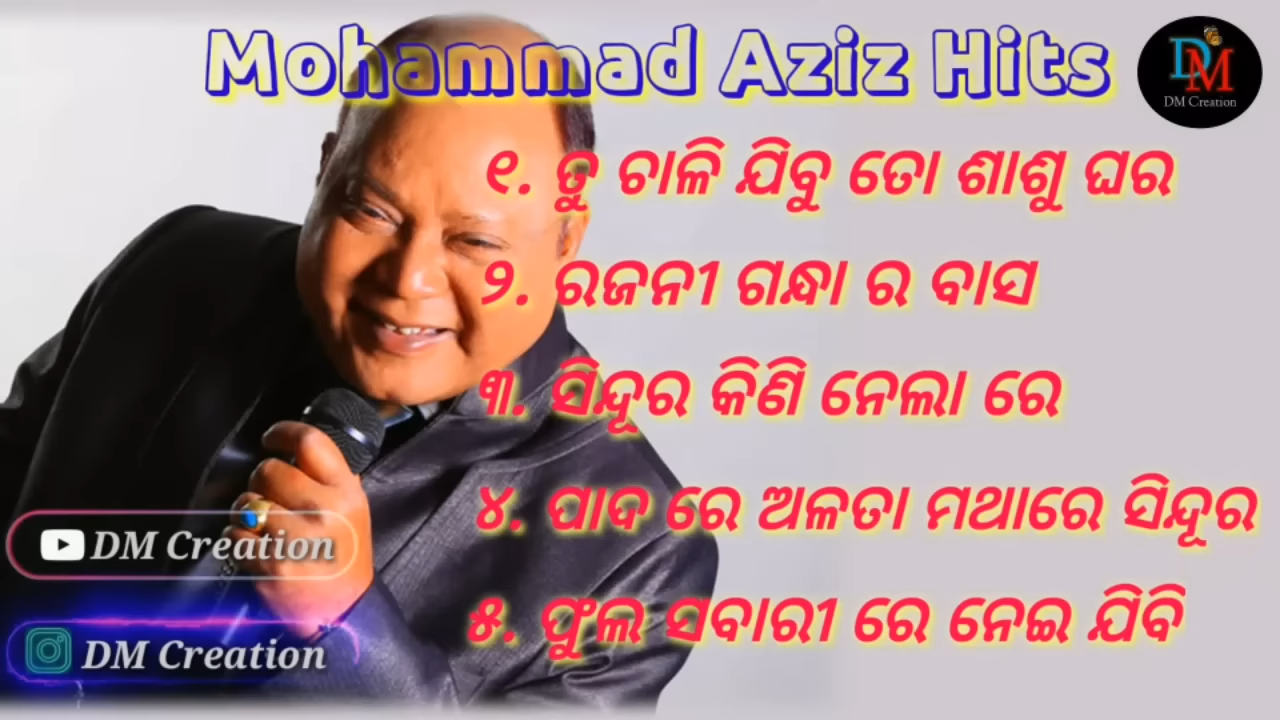 Mohammad Aziz Hits
DM
DM Creation
୧. ତୁ ଚାଳି ଯିବୁ ତୋ ଶାଶୁ ଘର
୨. ରଜନୀ ଗନ୍ଧା ର ବାସ
୩. ସିନ୍ଦୂର କିଣି ନେଲା ରେ
୪. ପାଦ ରେ ଅଳତା ମଥାରେ ସିନ୍ଦୂର
୫. ଫୁଲ ସବାରୀ ରେ ନେଇ ଯିବି
DM Creation
DM Creation